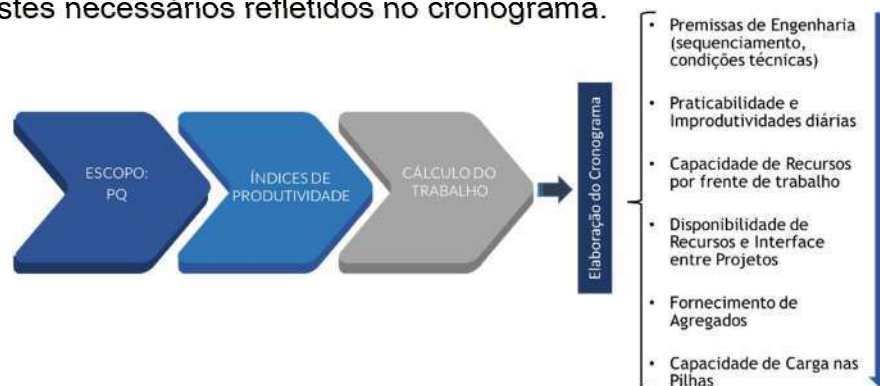 stes necessários refletidos no cronograma.
ESCOPO:
PQ
ÍNDICES DE
PRODUTIVIDADE
CÁLCULO DO
TRABALHO
Elaboração do Cronograma
• Premissas de Engenharia
(sequenciamento,
condições técnicas)
• Praticabilidade e
Improdutividades diárias
• Capacidade de Recursos
por frente de trabalho
• Disponibilidade de
Recursos e Interface
entre Projetos
• Fornecimento de
Agregados
• Capacidade de Carga nas
Pilhas